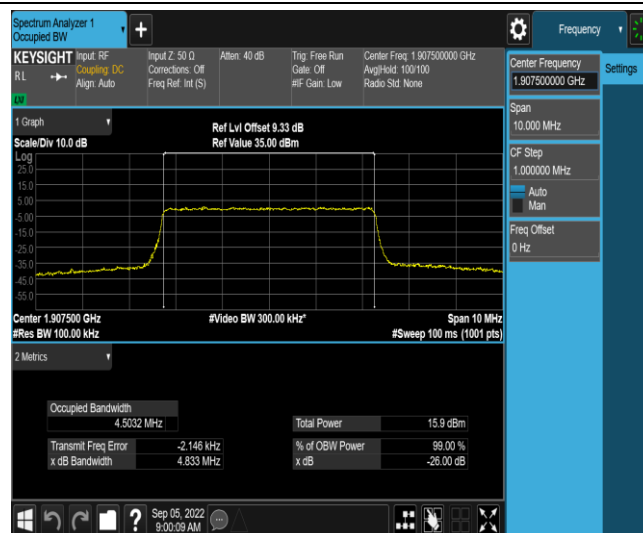 Spectrum Analyzer 1
Occupied BW
+
Frequency
KEYSIGHT Input: RF Input Z: 50 Ω Atten: 40 dB Trig: Free Run Center Freq: 1.907500000 GHz
RL Coupling: DC Corrections: Off Gate: Off Avg|Hold: 100/100
Align: Auto Freq Ref: Int (S) #IF Gain: Low Radio Std: None
Center Frequency
1.907500000 GHz
Settings
Span
10.000 MHz
CF Step
1.000000 MHz
Auto
Man
Freq Offset
0 Hz
1 Graph
Ref Lvl Offset 9.33 dB
Scale/Div 10.0 dB Ref Value 35.00 dBm
Log
25.0
15.0
5.00
-5.00
-15.0
-25.0
-35.0
-45.0
-55.0
Center 1.907500 GHz #Video BW 300.00 kHz* Span 10 MHz
#Res BW 100.00 kHz #Sweep 100 ms (1001 pts)
2 Metrics
Occupied Bandwidth
4.5032 MHz Total Power 15.9 dBm
Transmit Freq Error -2.146 kHz % of OBW Power 99.00 %
x dB Bandwidth 4.833 MHz x dB -26.00 dB
? Sep 05, 2022
9:00:09 AM